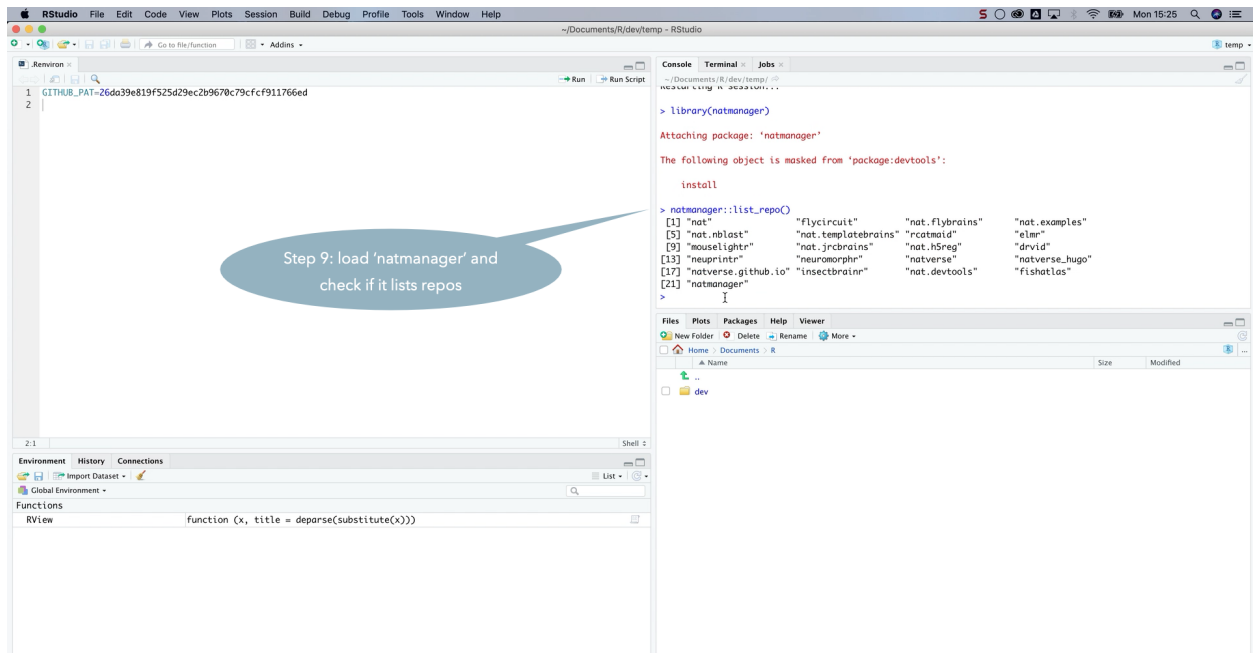 RStudio File Edit Code View Plots Session Build Debug Profile Tools Window Help Mon 15:25
~/Documents/R/dev/temp - RStudio
Go to file/function Addins temp
.Renviron
Run Run Script
1 GITHUB_PAT=26da39e819f525d29ec2b9670c79cfcf911766ed
2
Step 9: load 'natmanager' and
check if it lists repos
2:1 Shell
Environment History Connections
Import Dataset List
Global Environment
Functions
RView function (x, title = deparse(substitute(x)))
Console Terminal Jobs
~/Documents/R/dev/temp/
Restarting R session...
> library(natmanager)
Attaching package: ‘natmanager’
The following object is masked from ‘package:devtools’:
install
> natmanager::list_repo()
[1] "nat" "flycircuit" "nat.flybrains" "nat.examples"
[5] "nat.nblast" "nat.templatebrains" "rcatmaid" "elmr"
[9] "mouselightr" "nat.jrcbrains" "nat.h5reg" "drvid"
[13] "neuprintr" "neuromorphr" "natverse" "natverse_hugo"
[17] "natverse.github.io" "insectbrainr" "nat.devtools" "fishatlas"
[21] "natmanager"
>
Files Plots Packages Help Viewer
New Folder Delete Rename More
Home Documents R ...
Name Size Modified
..
dev